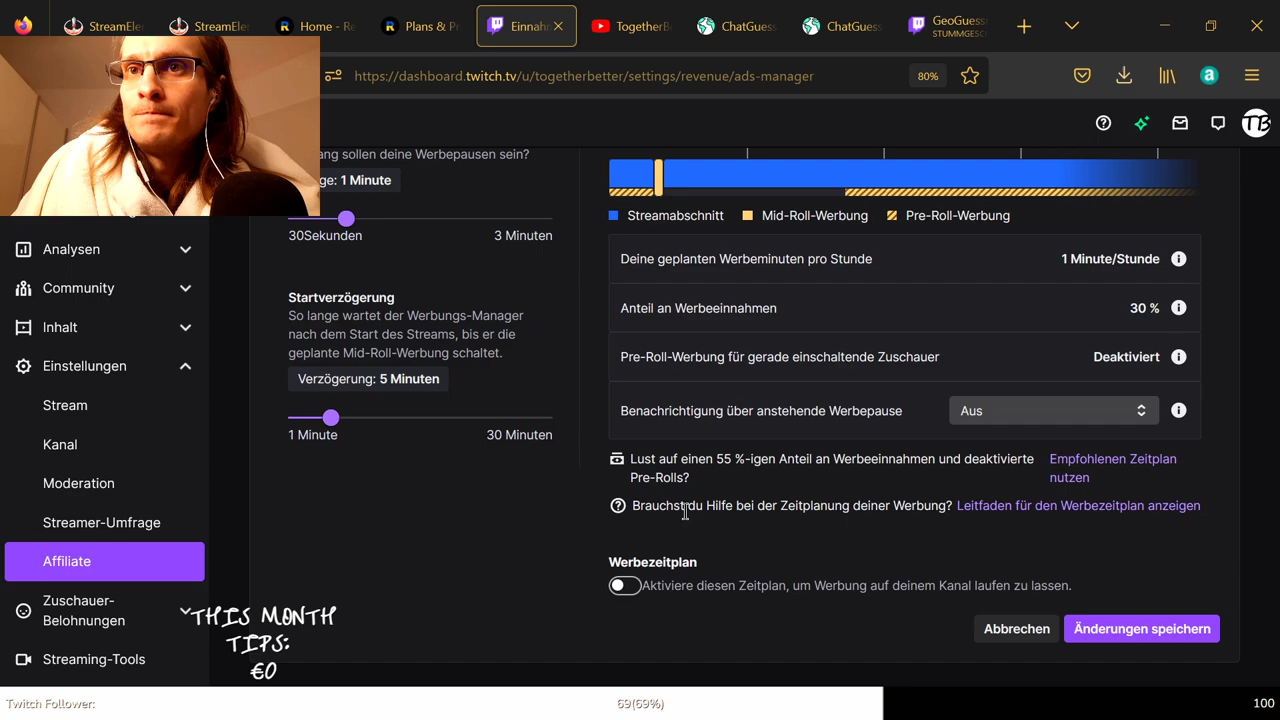 StreamEle
StreamEle
Home - Re
Plans & Pr
Einnahr
TogetherBe
ChatGuess
ChatGuess
GeoGuess
STUMMGESC
https://dashboard.twitch.tv/u/togetherbetter/settings/revenue/ads-manager
80%
TB
ang sollen deine Werbepausen sein?
ge: 1 Minute
30Sekunden
3 Minuten
Startverzögerung
So lange wartet der Werbungs-Manager
nach dem Start des Streams, bis er die
geplante Mid-Roll-Werbung schaltet.
Verzögerung: 5 Minuten
1 Minute
30 Minuten
Streamabschnitt
Mid-Roll-Werbung
Pre-Roll-Werbung
Deine geplanten Werbeminuten pro Stunde
1 Minute/Stunde
Anteil an Werbeeinnahmen
30 %
Pre-Roll-Werbung für gerade einschaltende Zuschauer
Deaktiviert
Benachrichtigung über anstehende Werbepause
Aus
Lust auf einen 55 %-igen Anteil an Werbeeinnahmen und deaktivierte
Pre-Rolls?
Empfohlenen Zeitplan
nutzen
Brauchst du Hilfe bei der Zeitplanung deiner Werbung? Leitfaden für den Werbezeitplan anzeigen
Werbezeitplan
Aktiviere diesen Zeitplan, um Werbung auf deinem Kanal laufen zu lassen.
Abbrechen
Änderungen speichern
Analysen
Community
Inhalt
Einstellungen
Stream
Kanal
Moderation
Streamer-Umfrage
Affiliate
Zuschauer-
Belohnungen
Streaming-Tools
THIS MONTH
TIPS:
€0
Twitch Follower:
69(69%)
100